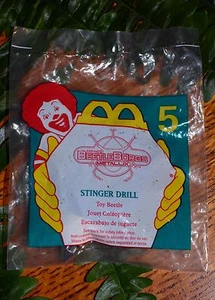 5
BEETLEBORGS
METALLIX
STINGER DRILL
Toy Beetle
Jouet Coléoptère
Escarabajo de juguete